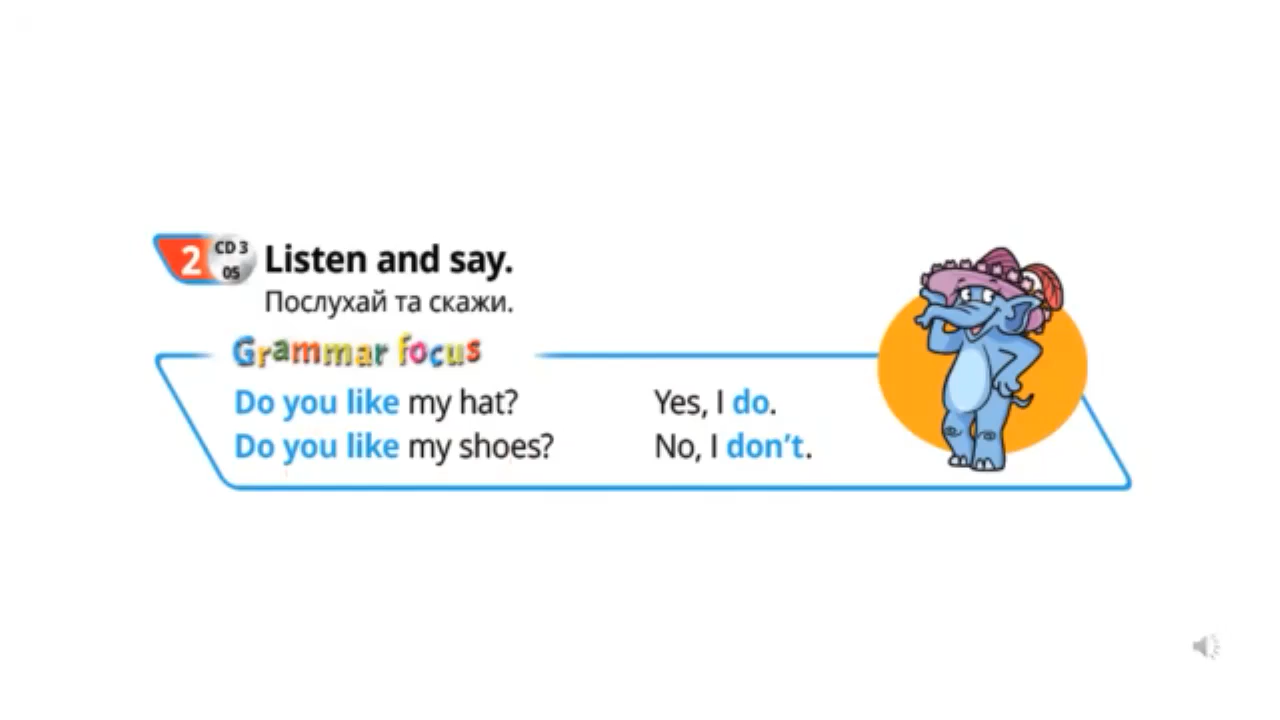 2 CD 3 05 Listen and say.
Послухай та скажи.
Grammar focus
Do you like my hat? Yes, I do.
Do you like my shoes? No, I don't.